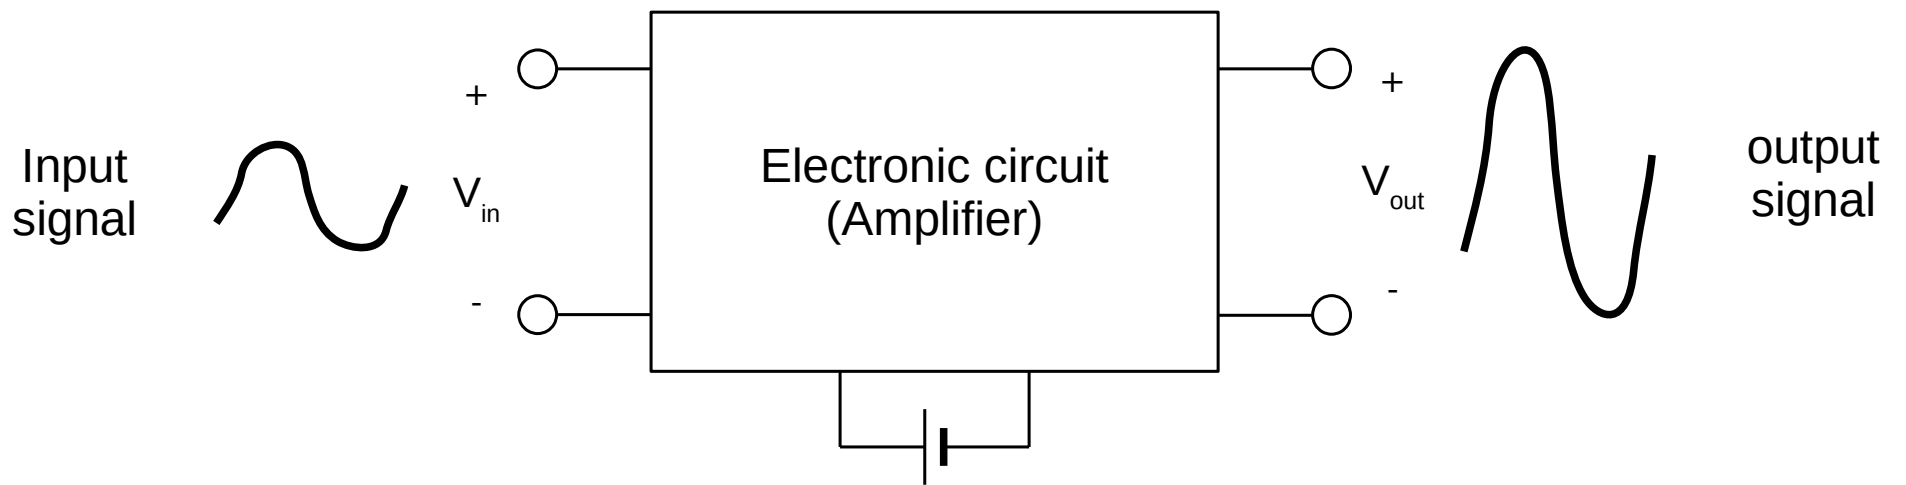 Input
signal
+
V in
-
Electronic circuit
(Amplifier)
+
V out
-
output
signal